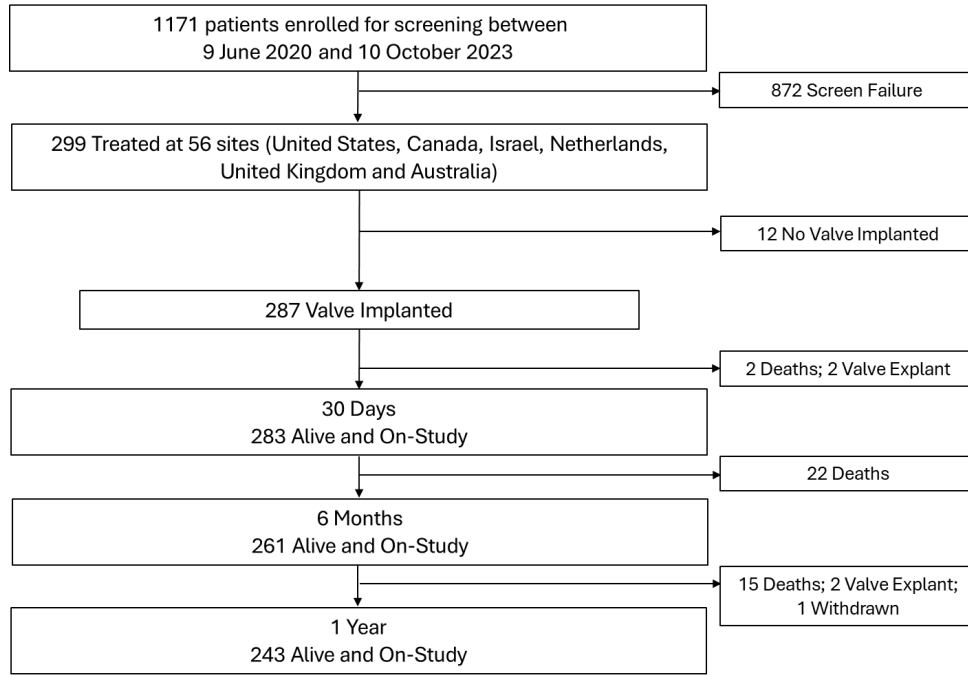 1171 patients enrolled for screening between
9 June 2020 and 10 October 2023
872 Screen Failure
299 Treated at 56 sites (United States, Canada, Israel, Netherlands,
United Kingdom and Australia)
12 No Valve Implanted
287 Valve Implanted
2 Deaths; 2 Valve Explant
30 Days
283 Alive and On-Study
22 Deaths
6 Months
261 Alive and On-Study
15 Deaths; 2 Valve Explant;
1 Withdrawn
1 Year
243 Alive and On-Study